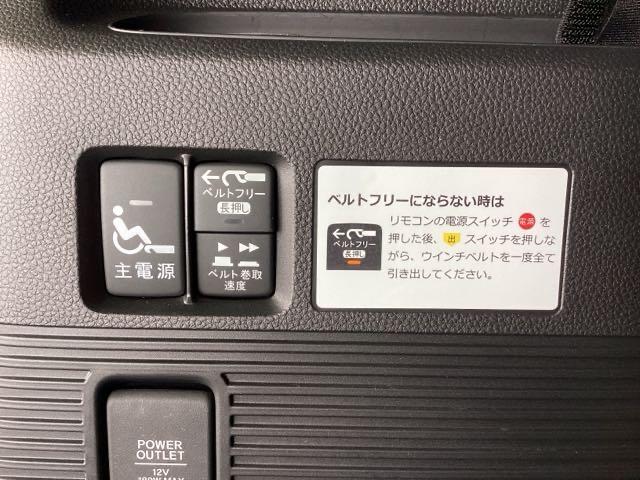 主電源
ベルトフリー
長押し
ベルト巻取
速度
ベルトフリーにならない時は
ベルトフリー
長押し
リモコンの電源スイッチ 電源 を
押した後、 出 スイッチを押しな
がら、ウインチベルトを一度全て
引き出してください。
POWER
OUTLET
12V
180W MAX